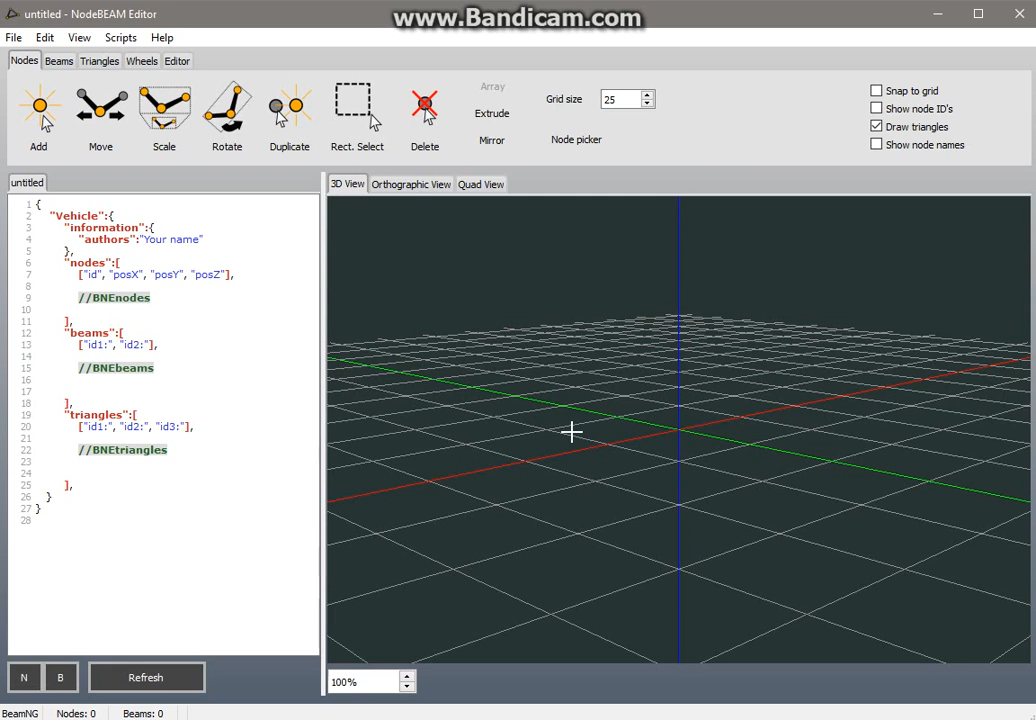 untitled - NodeBEAM Editor
www.Bandicam.com
File Edit View Scripts Help
Nodes Beams Triangles Wheels Editor
Add Move Scale Rotate Duplicate Rect. Select Delete
Array
Extrude
Mirror
Grid size 25
Node picker
Snap to grid
Show node ID's
Draw triangles
Show node names
untitled
3D View Orthographic View Quad View
1 {
2 "Vehicle":{
3 "information":{
4 "authors":"Your name"
5 },
6 "nodes":[
7 ["id", "posX", "posY", "posZ"],
8
9 //BNEnodes
10
11 ],
12 "beams":[
13 ["id1:", "id2:"],
14
15 //BNEbeams
16
17
18 ],
19 "triangles":[
20 ["id1:", "id2:", "id3:"],
21
22 //BNEtriangles
23
24
25 ],
26 }
27 }
28
N B Refresh
100%
BeamNG Nodes: 0 Beams: 0